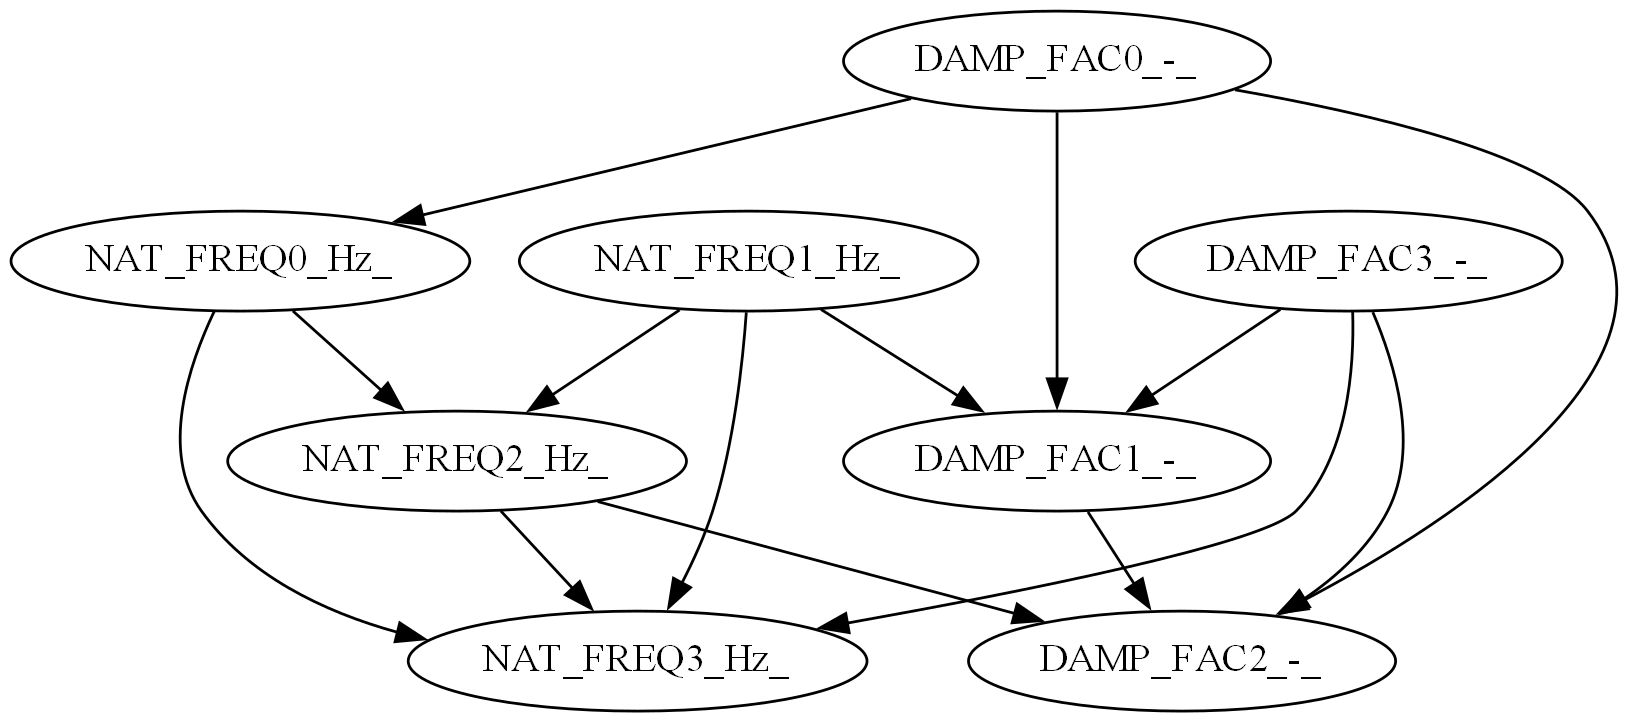 DAMP_FAC0_-_
NAT_FREQ0_Hz_
NAT_FREQ1_Hz_
DAMP_FAC3_-_
NAT_FREQ2_Hz_
DAMP_FAC1_-_
NAT_FREQ3_Hz_
DAMP_FAC2_-_